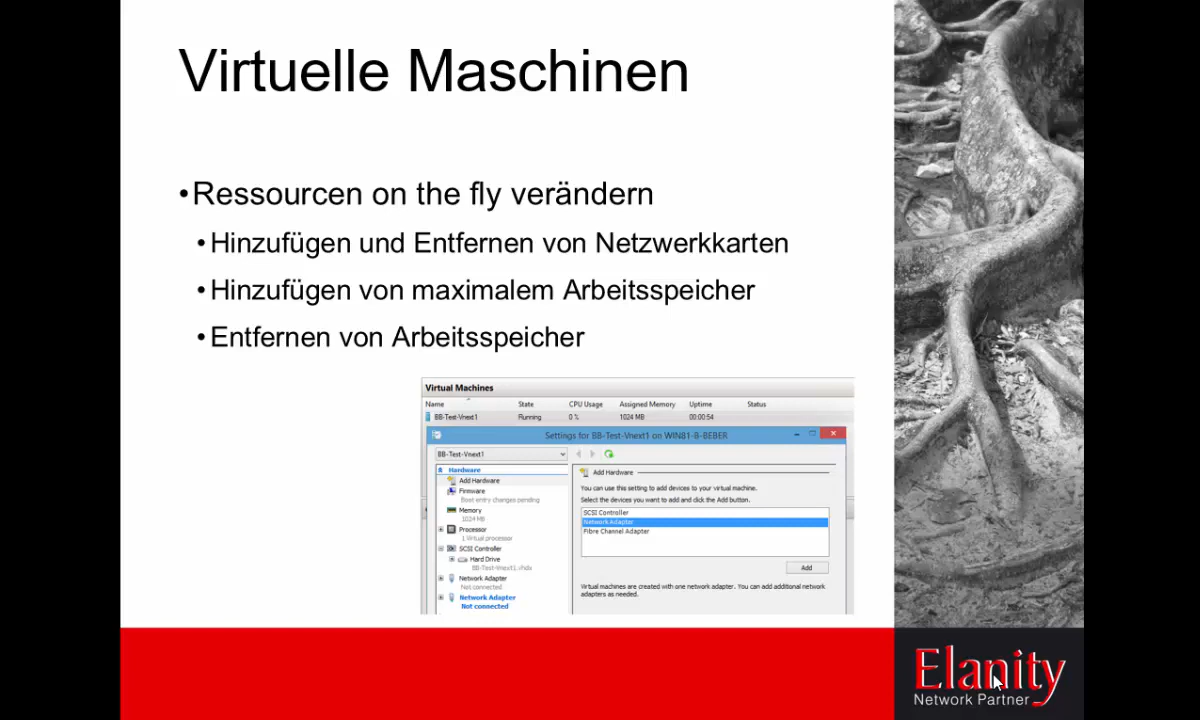 Virtuelle Maschinen
•Ressourcen on the fly verändern
•Hinzufügen und Entfernen von Netzwerkkarten
•Hinzufügen von maximalem Arbeitsspeicher
•Entfernen von Arbeitsspeicher
Virtual Machines
Name State CPU Usage Assigned Memory Uptime Status
BB-Test-Vnext1 Running 0 % 1024 MB 00:00:54
Settings for BB-Test-Vnext1 on WIN81-B-BEBER
BB-Test-Vnext1
Hardware
Add Hardware
Firmware
Boot entry changes pending
Memory
1024 MB
Processor
1 Virtual processor
SCSI Controller
Hard Drive
BB-Test-Vnext1.vhdx
Network Adapter
Not connected
Network Adapter
Not connected
Add Hardware
You can use this setting to add devices to your virtual machine.
Select the devices you want to add and click the Add button.
SCSI Controller
Network Adapter
Fibre Channel Adapter
Add
Virtual machines are created with one network adapter. You can add additional network
adapters as needed.
Elanity
Network Partner